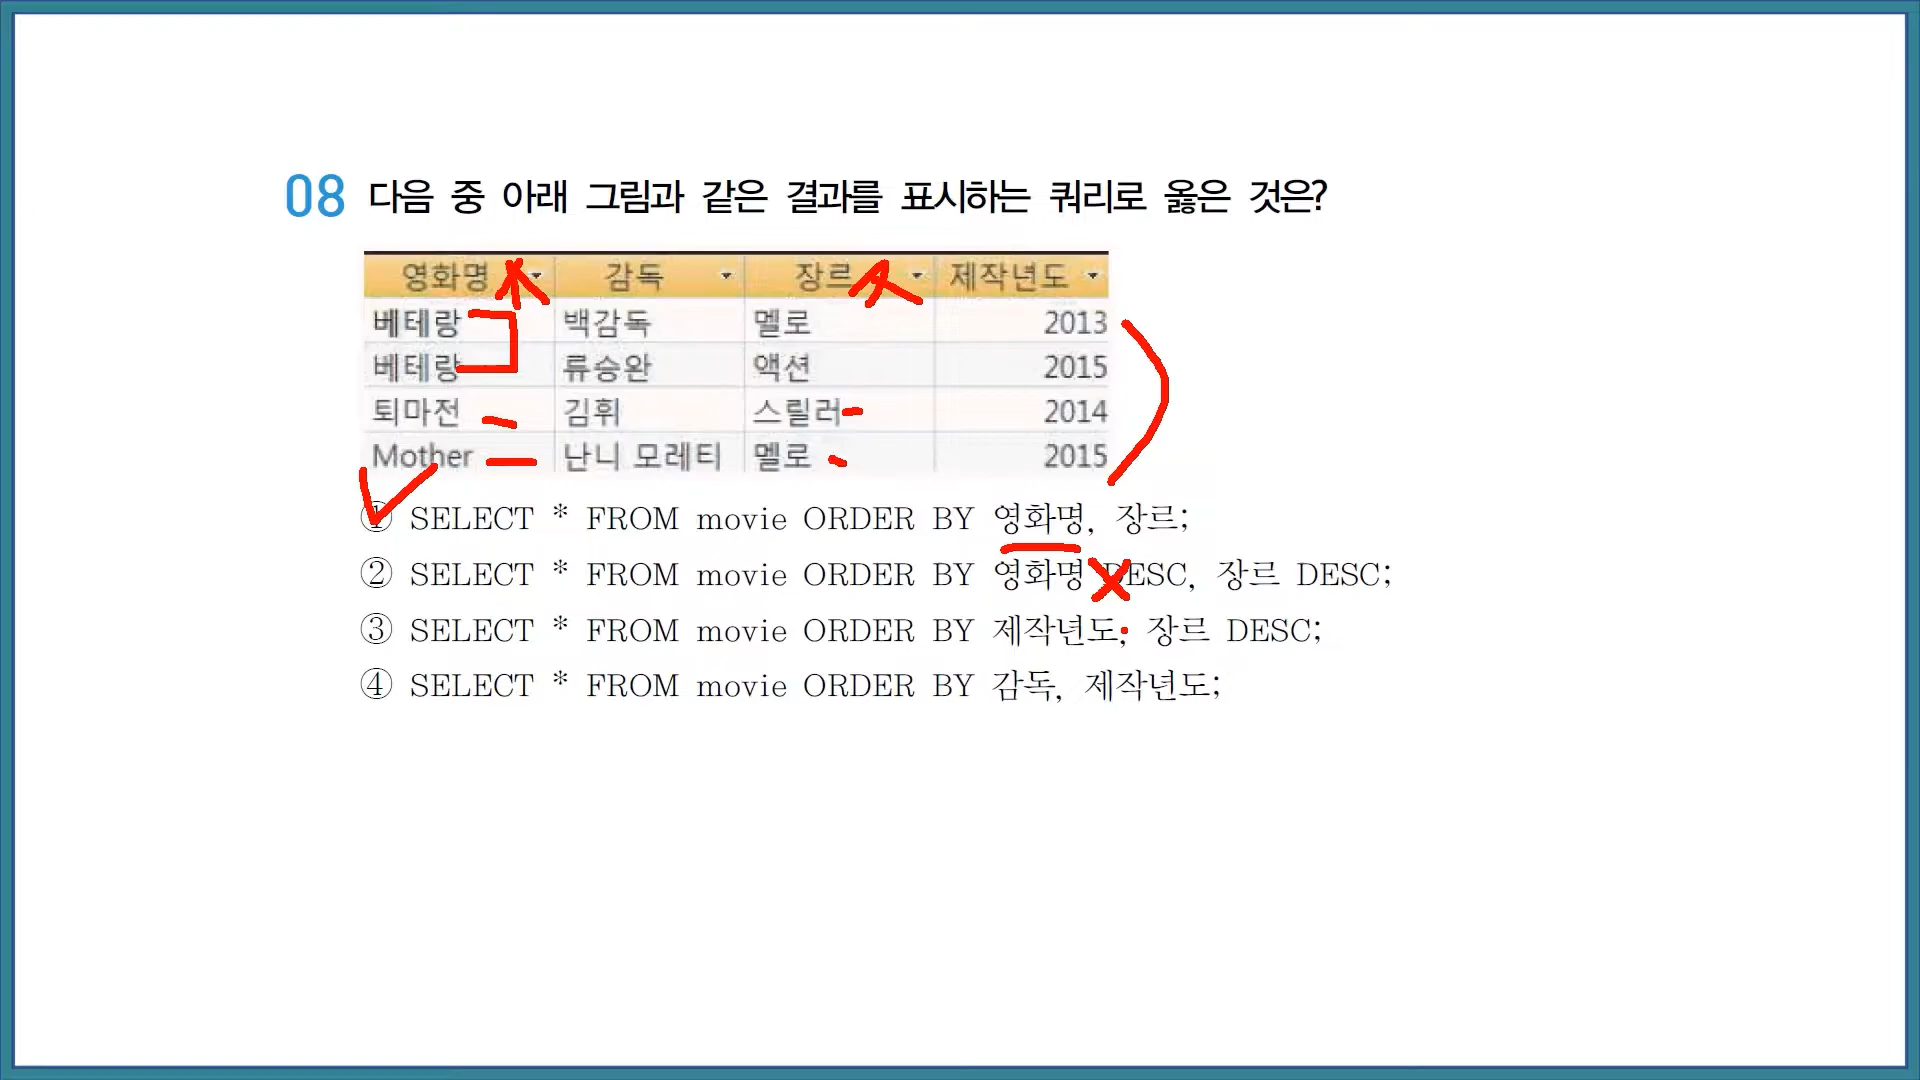 08 다음 중 아래 그림과 같은 결과를 표시하는 쿼리로 옳은 것은?
영화명 감독 장르 제작년도
베테랑 백감독 멜로 2013
베테랑 류승완 액션 2015
퇴마전 김휘 스릴러 2014
Mother 난니 모레티 멜로 2015
① SELECT * FROM movie ORDER BY 영화명, 장르;
② SELECT * FROM movie ORDER BY 영화명 DESC, 장르 DESC;
③ SELECT * FROM movie ORDER BY 제작년도, 장르 DESC;
④ SELECT * FROM movie ORDER BY 감독, 제작년도;